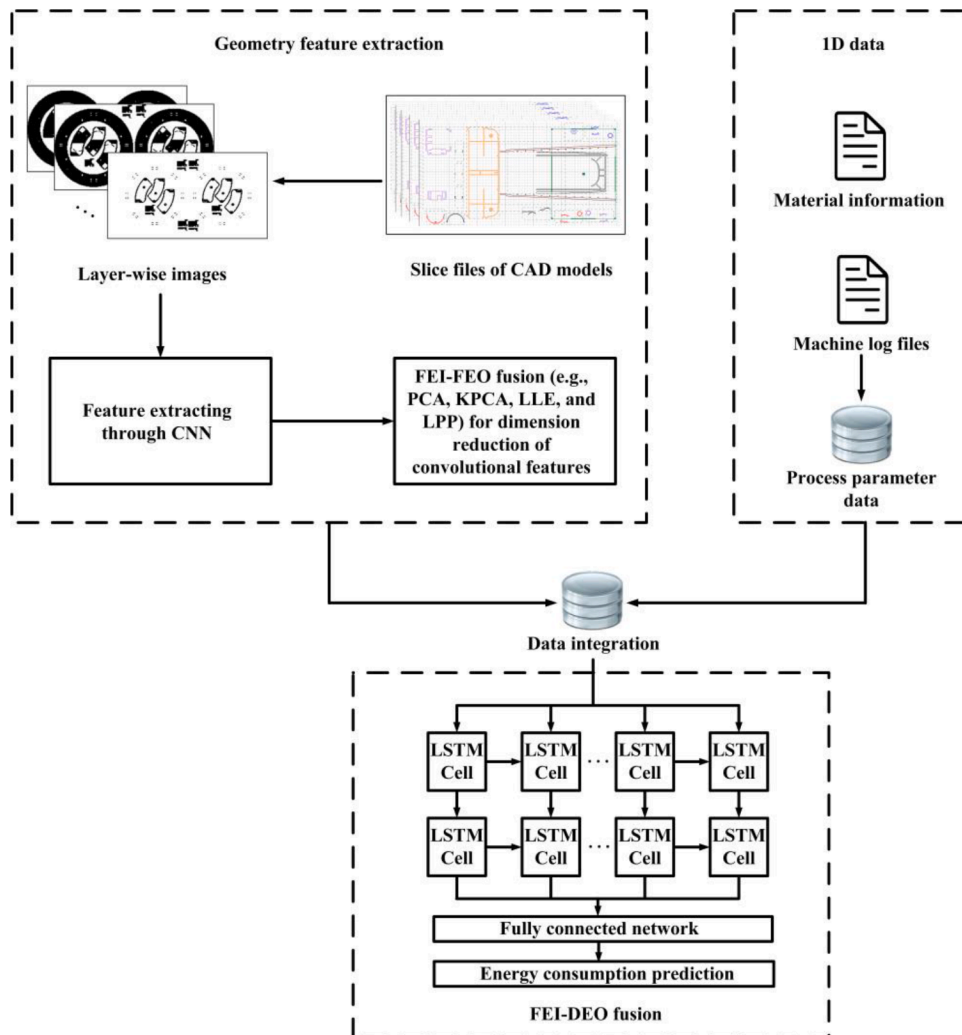 Geometry feature extraction
1D data
Material information
Layer-wise images
Slice files of CAD models
Machine log files
Feature extracting
through CNN
FEI-FEO fusion (e.g.,
PCA, KPCA, LLE, and
LPP) for dimension
reduction of
convolutional features
Process parameter
data
Data integration
LSTM
Cell
LSTM
Cell
...
LSTM
Cell
LSTM
Cell
LSTM
Cell
LSTM
Cell
...
LSTM
Cell
LSTM
Cell
Fully connected network
Energy consumption prediction
FEI-DEO fusion